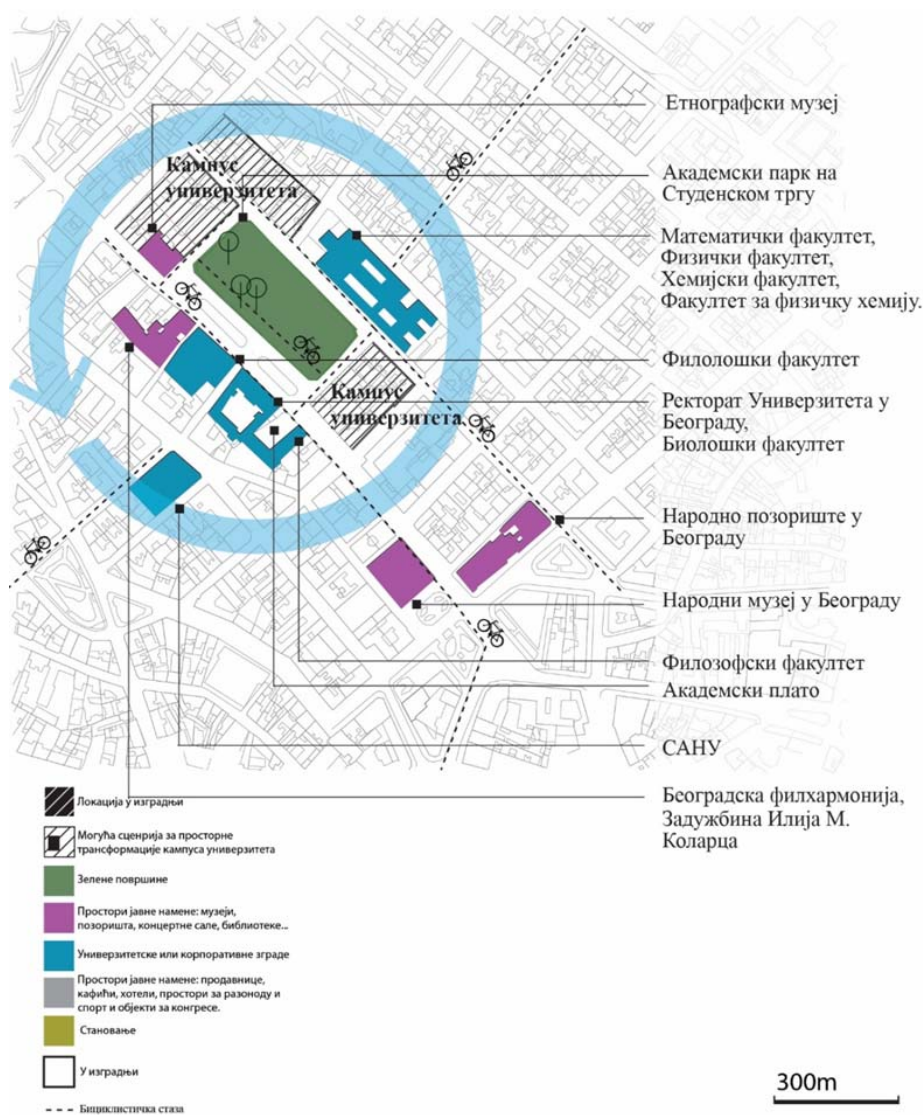 Етнографски музеј
Кампус
универзитета
Академски парк на
Студенском тргу
Математички факултет,
Физички факултет,
Хемијски факултет,
Факултет за физичку хемију.
Филолошки факултет
Кампус
универзитета
Ректорат Универзитета у
Београду,
Биолошки факултет
Народно позориште у
Београду
Народни музеј у Београду
Филозофски факултет
Академски плато
САНУ
Београдска филхармонија,
Задужбина Илија М.
Коларца
Локација у изградњи
Могућа сценрија за просторне
трансформације кампуса универзитета
Зелене површине
Простори јавне намене: музеји,
позоришта, концертне сале, библиотеке...
Универзитетске или корпоративне зграде
Простори јавне намене: продавнице,
кафићи, хотели, простори за разоноду и
спорт и објекти за конгресе.
Становање
У изградњи
Бициклистичка стаза
300m